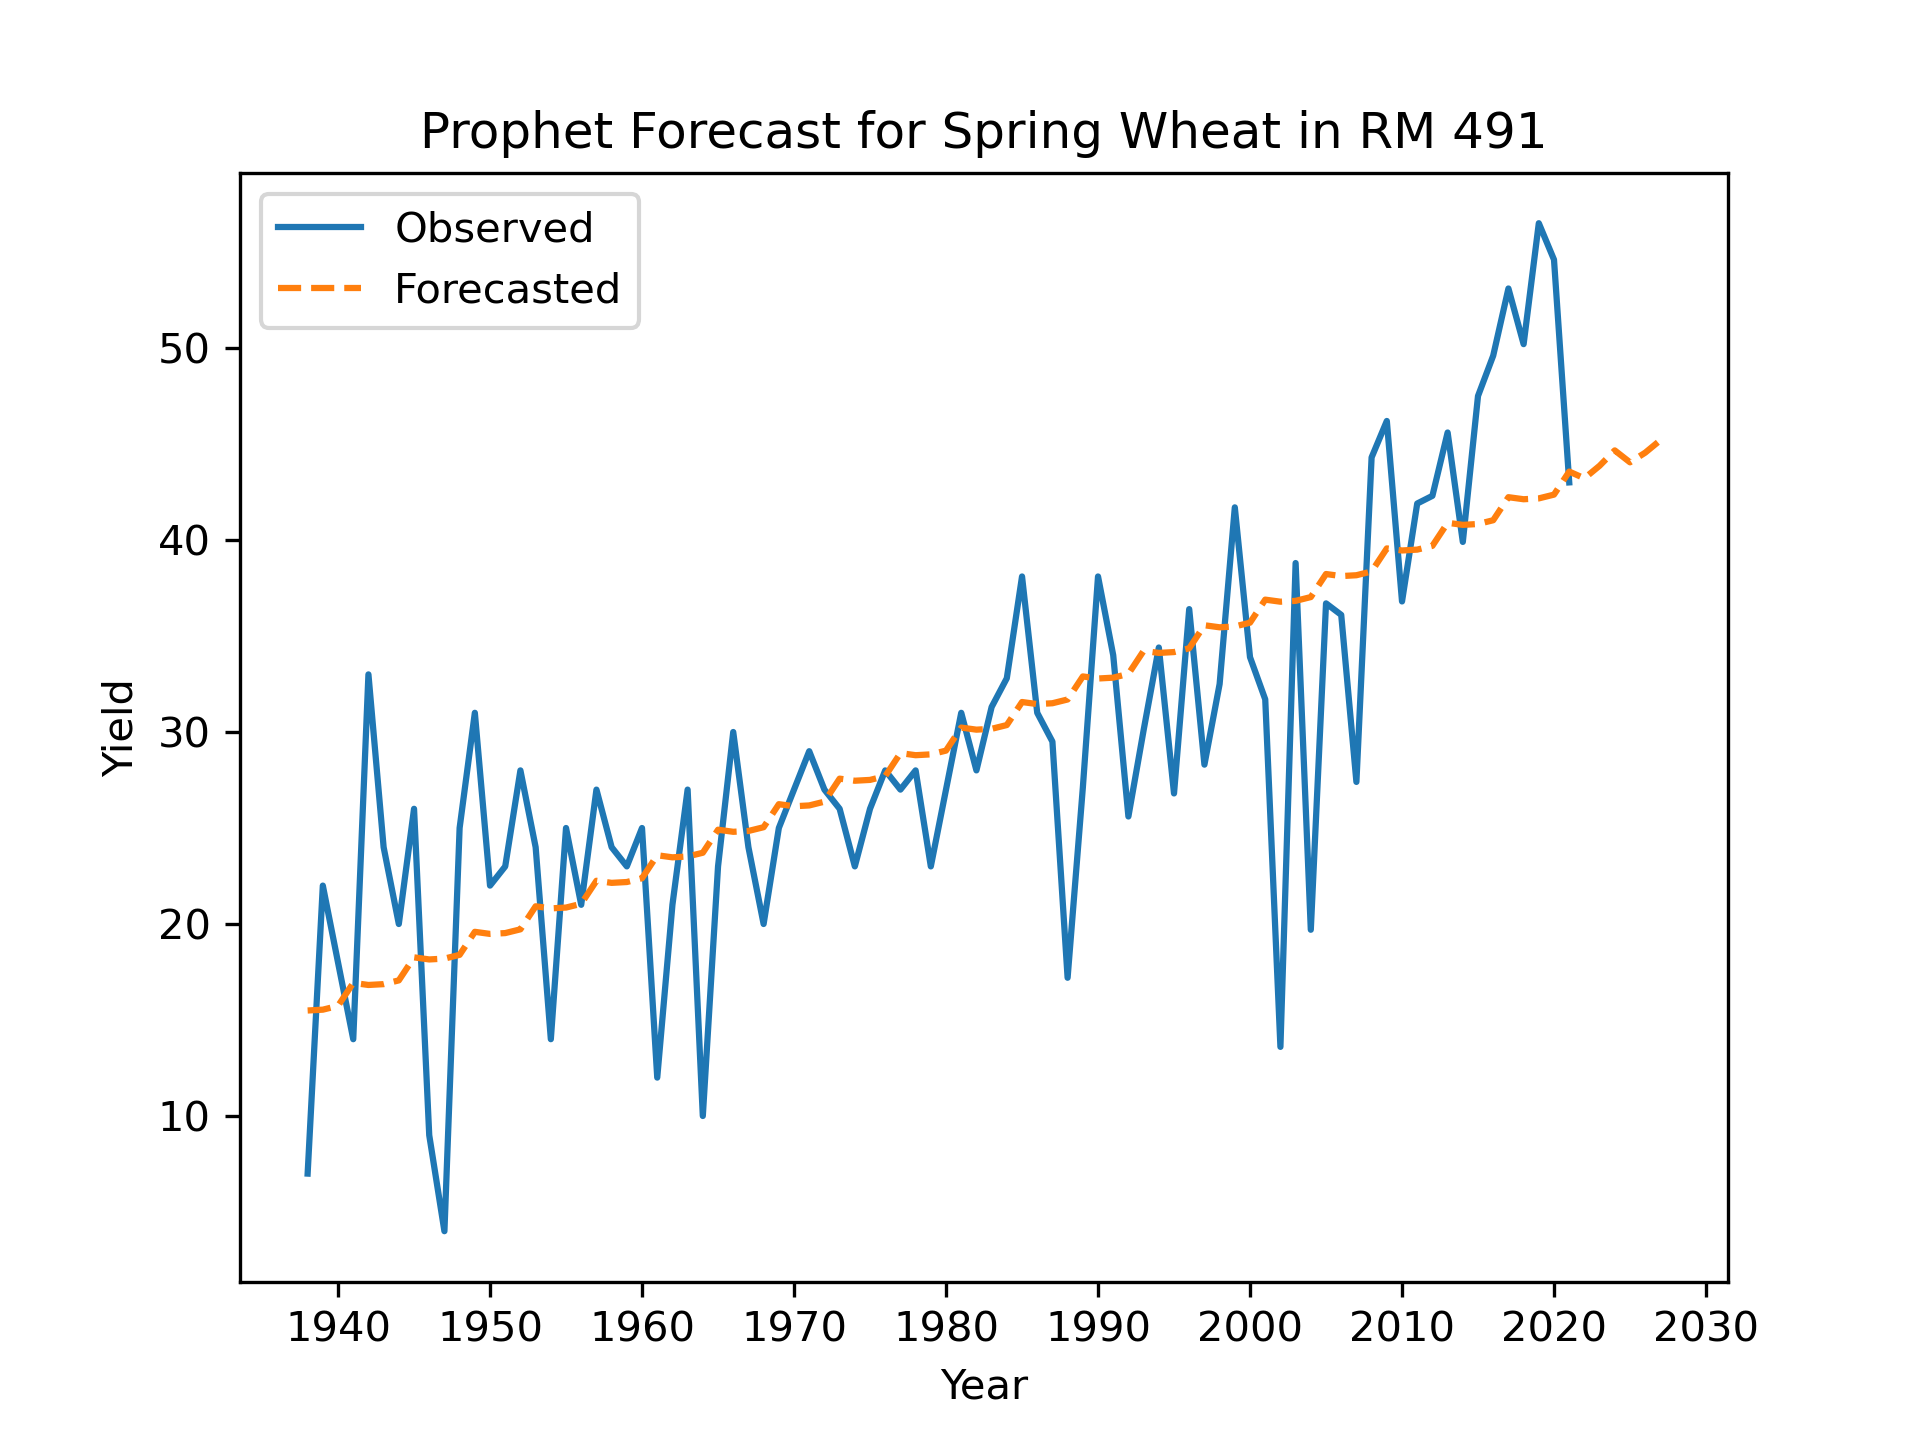 Prophet Forecast for Spring Wheat in RM 491
Observed
Forecasted
50
40
30
20
10
Yield
1940 1950 1960 1970 1980 1990 2000 2010 2020 2030
Year